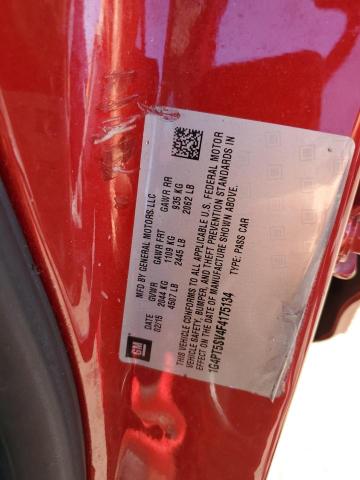 MFD BY GENERAL MOTORS LLC
DATE GVWR GAWR FRT GAWR RR
02/15 2044 KG 1109 KG 935 KG
4507 LB 2445 LB 2062 LB
THIS VEHICLE CONFORMS TO ALL APPLICABLE U.S. FEDERAL MOTOR
VEHICLE SAFETY, BUMPER, AND THEFT PREVENTION STANDARDS IN
EFFECT ON THE DATE OF MANUFACTURE SHOWN ABOVE.
1G4PT5SV4F4175134 TYPE: PASS CAR
GM